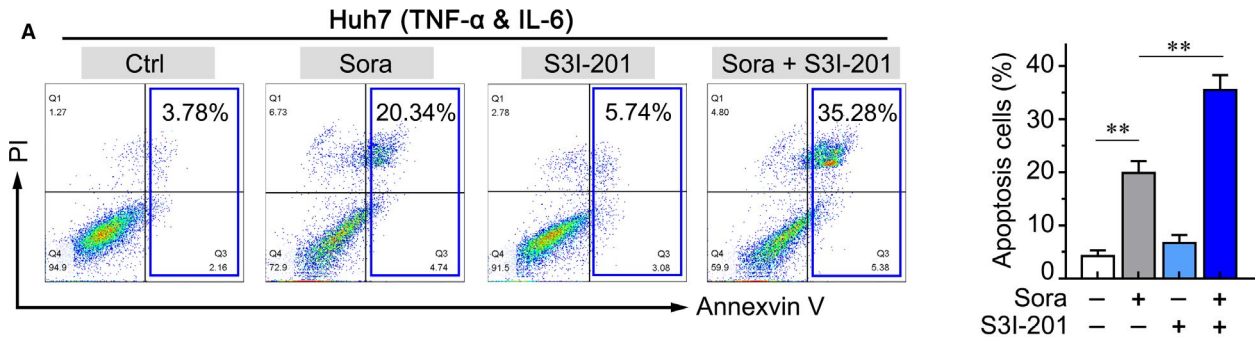 A
Huh7 (TNF-α & IL-6)
Ctrl
Sora
S3I-201
Sora + S3I-201
PI
Q1
1.27
3.78%
Q4
94.9
Q3
2.16
Q1
6.73
20.34%
Q4
72.9
Q3
4.74
Q1
2.78
5.74%
Q4
91.5
Q3
3.08
Q1
4.80
35.28%
Q4
59.9
Q3
5.38
Annexvin V
Apoptosis cells (%)
40
30
20
10
0
**
**
Sora − + − +
S3I-201 − − + +